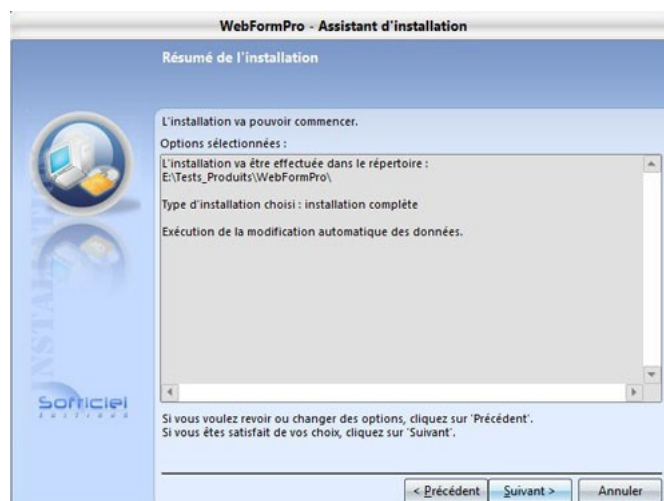 WebFormPro - Assistant d'installation
Résumé de l'installation
L'installation va pouvoir commencer.
Options sélectionnées :
L'installation va être effectuée dans le répertoire :
E:\Tests_Produits\WebFormPro\
Type d'installation choisi : installation complète
Exécution de la modification automatique des données.
INSTALLATION
Softiciel
Si vous voulez revoir ou changer des options, cliquez sur 'Précédent'.
Si vous êtes satisfait de vos choix, cliquez sur 'Suivant'.
< Précédent
Suivant >
Annuler